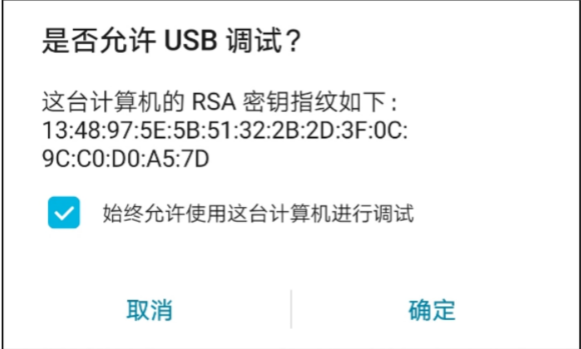 是否允许 USB 调试？
这台计算机的 RSA 密钥指纹如下：
13:48:97:5E:5B:51:32:2B:2D:3F:0C:
9C:C0:D0:A5:7D
始终允许使用这台计算机进行调试
取消
确定